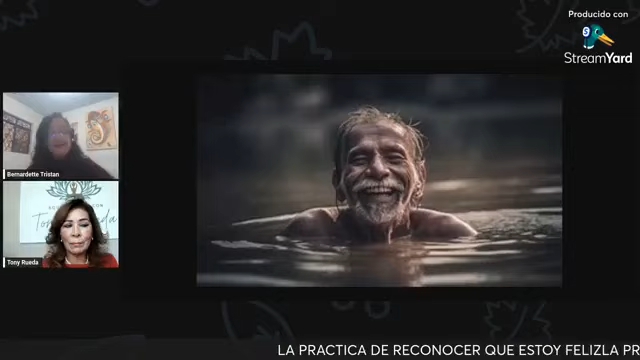 Producido con
StreamYard
Bernardette Tristan
Tony Rueda
LA PRACTICA DE RECONOCER QUE ESTOY FELIZLA PR